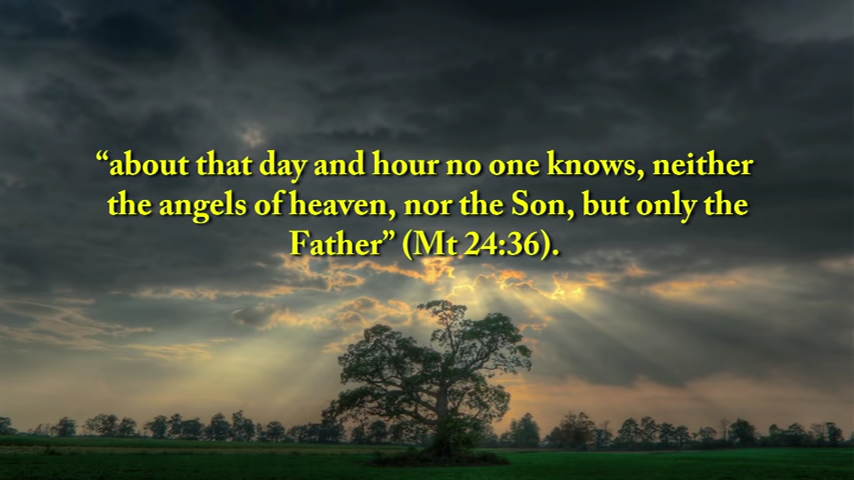 “about that day and hour no one knows, neither
the angels of heaven, nor the Son, but only the
Father” (Mt 24:36).